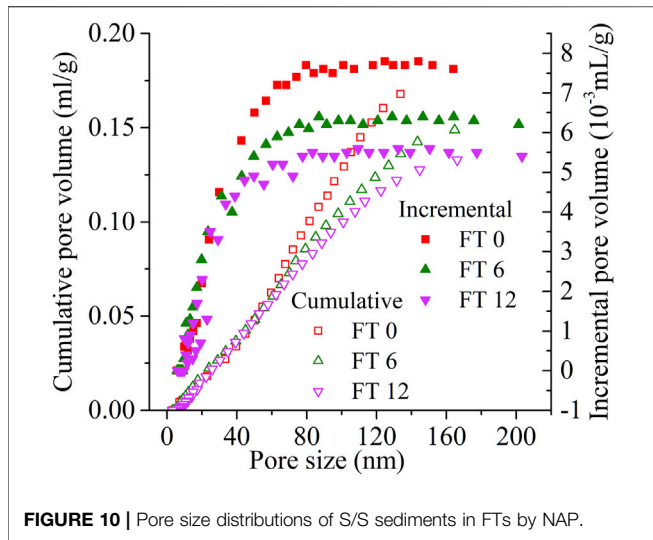 0.20
0.15
0.10
0.05
0.00
Cumulative pore volume (ml/g)
8
7
6
5
4
3
2
1
0
-1
Incremental pore volume (10⁻³mL/g)
Incremental
FT 0
FT 6
FT 12
Cumulative
FT 0
FT 6
FT 12
0 40 80 120 160 200
Pore size (nm)
FIGURE 10 | Pore size distributions of S/S sediments in FTs by NAP.